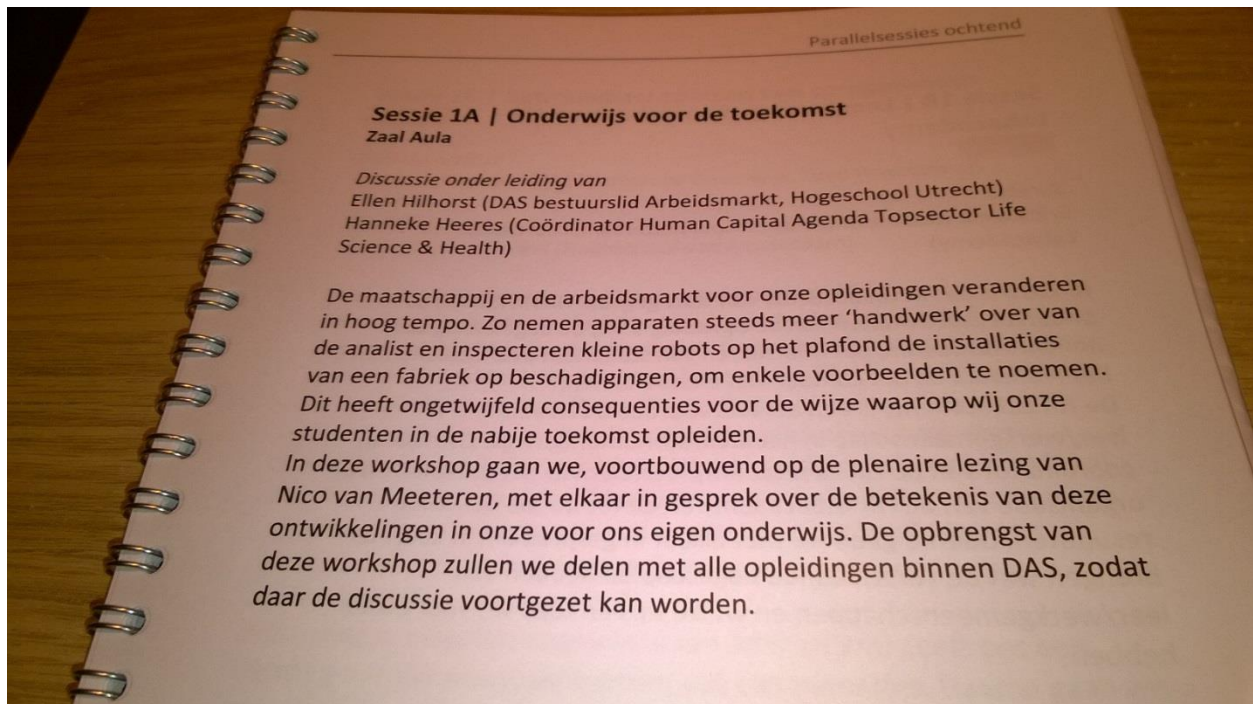 Parallelsessies ochtend
Sessie 1A | Onderwijs voor de toekomst
Zaal Aula
Discussie onder leiding van
Ellen Hilhorst (DAS bestuurslid Arbeidsmarkt, Hogeschool Utrecht)
Hanneke Heeres (Coördinator Human Capital Agenda Topsector Life
Science & Health)
De maatschappij en de arbeidsmarkt voor onze opleidingen veranderen
in hoog tempo. Zo nemen apparaten steeds meer ‘handwerk’ over van
de analist en inspecteren kleine robots op het plafond de installaties
van een fabriek op beschadigingen, om enkele voorbeelden te noemen.
Dit heeft ongetwijfeld consequenties voor de wijze waarop wij onze
studenten in de nabije toekomst opleiden.
In deze workshop gaan we, voortbouwend op de plenaire lezing van
Nico van Meeteren, met elkaar in gesprek over de betekenis van deze
ontwikkelingen in onze voor ons eigen onderwijs. De opbrengst van
deze workshop zullen we delen met alle opleidingen binnen DAS, zodat
daar de discussie voortgezet kan worden.